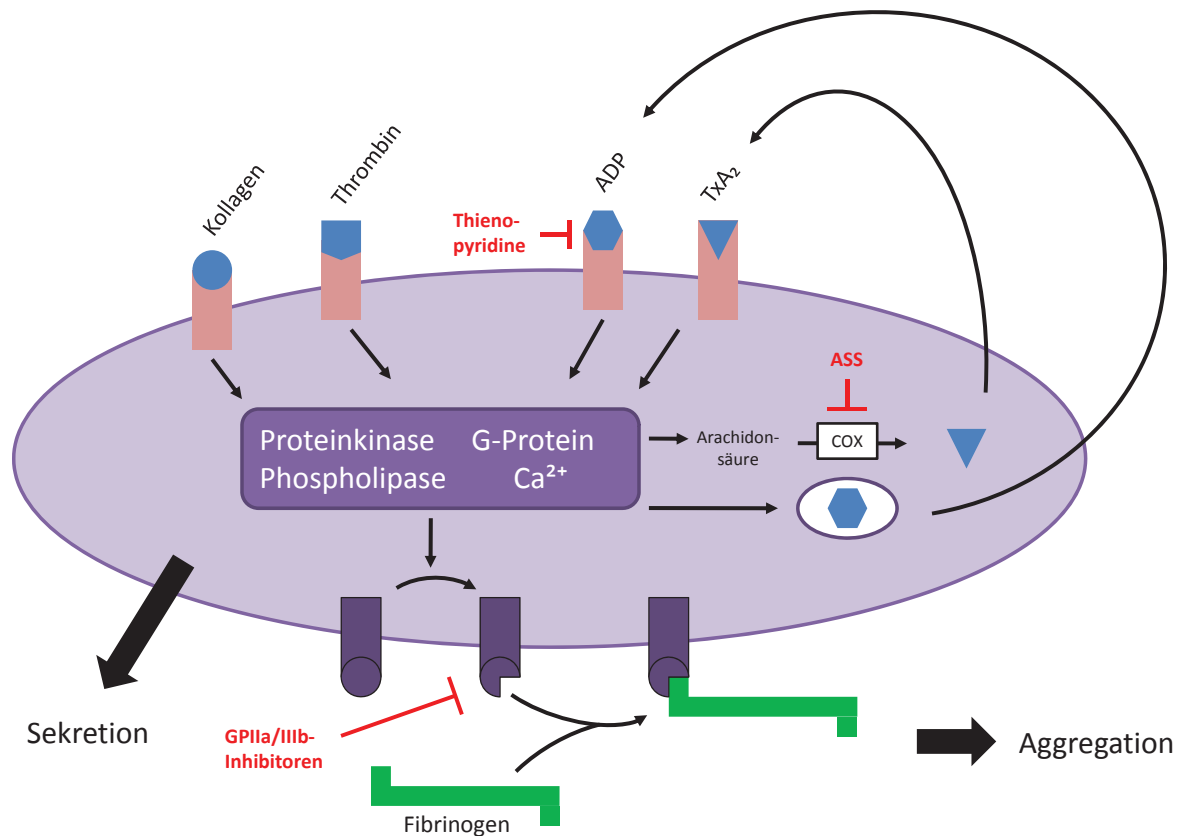 Kollagen
Thrombin
ADP
TxA₂
Thieno-
pyridine
ASS
Proteinkinase G-Protein
Phospholipase Ca²⁺
Arachidon-
säure
COX
Sekretion
GPIIa/IIIb-
Inhibitoren
Fibrinogen
Aggregation